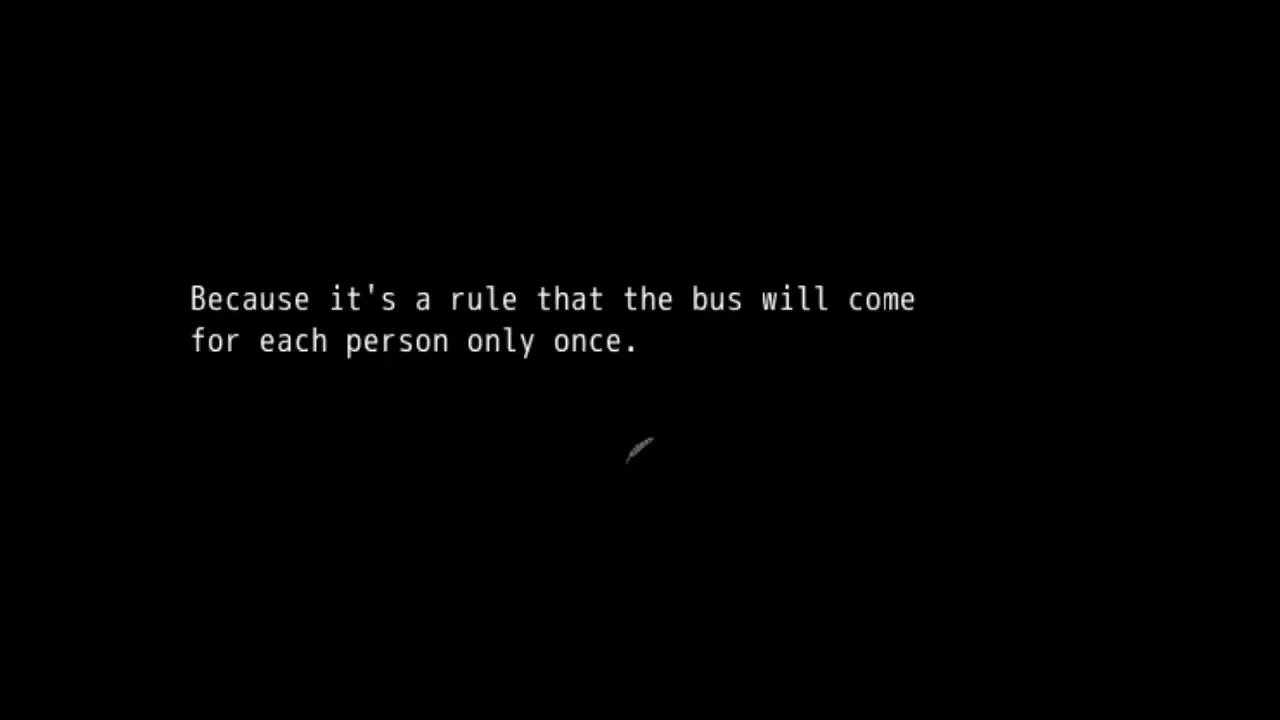 Because it's a rule that the bus will come
for each person only once.